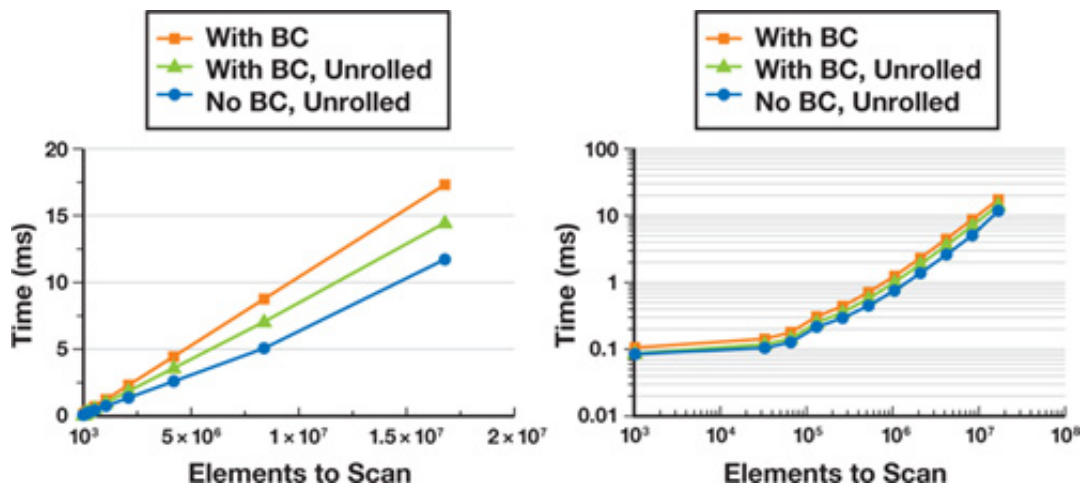 With BC
With BC, Unrolled
No BC, Unrolled
20
15
10
5
0
Time (ms)
10³ 5 × 10⁶ 1 × 10⁷ 1.5 × 10⁷ 2 × 10⁷
Elements to Scan
With BC
With BC, Unrolled
No BC, Unrolled
100
10
1
0.1
0.01
Time (ms)
10³ 10⁴ 10⁵ 10⁶ 10⁷ 10⁸
Elements to Scan